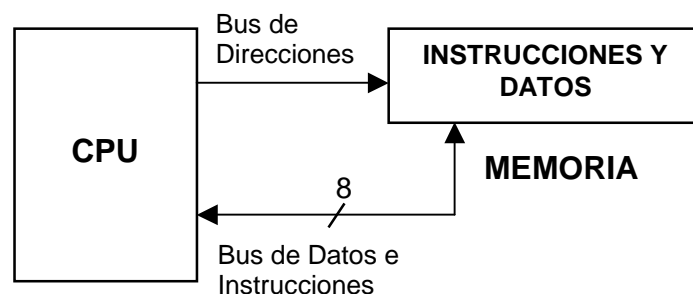 Bus de
Direcciones
INSTRUCCIONES Y
DATOS
CPU
MEMORIA
8
Bus de Datos e
Instrucciones